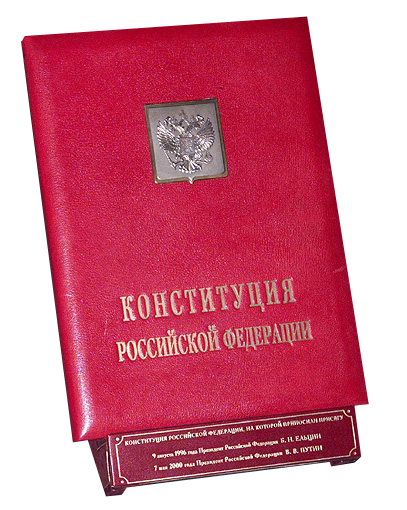 КОНСТИТУЦИЯ
РОССИЙСКОЙ ФЕДЕРАЦИИ
КОНСТИТУЦИЯ РОССИЙСКОЙ ФЕДЕРАЦИИ, НА КОТОРОЙ ПРИНОСИЛИ ПРИСЯГУ
9 августа 1996 года Президент Российской Федерации Б. Н. ЕЛЬЦИН
7 мая 2000 года Президент Российской Федерации В. В. ПУТИН